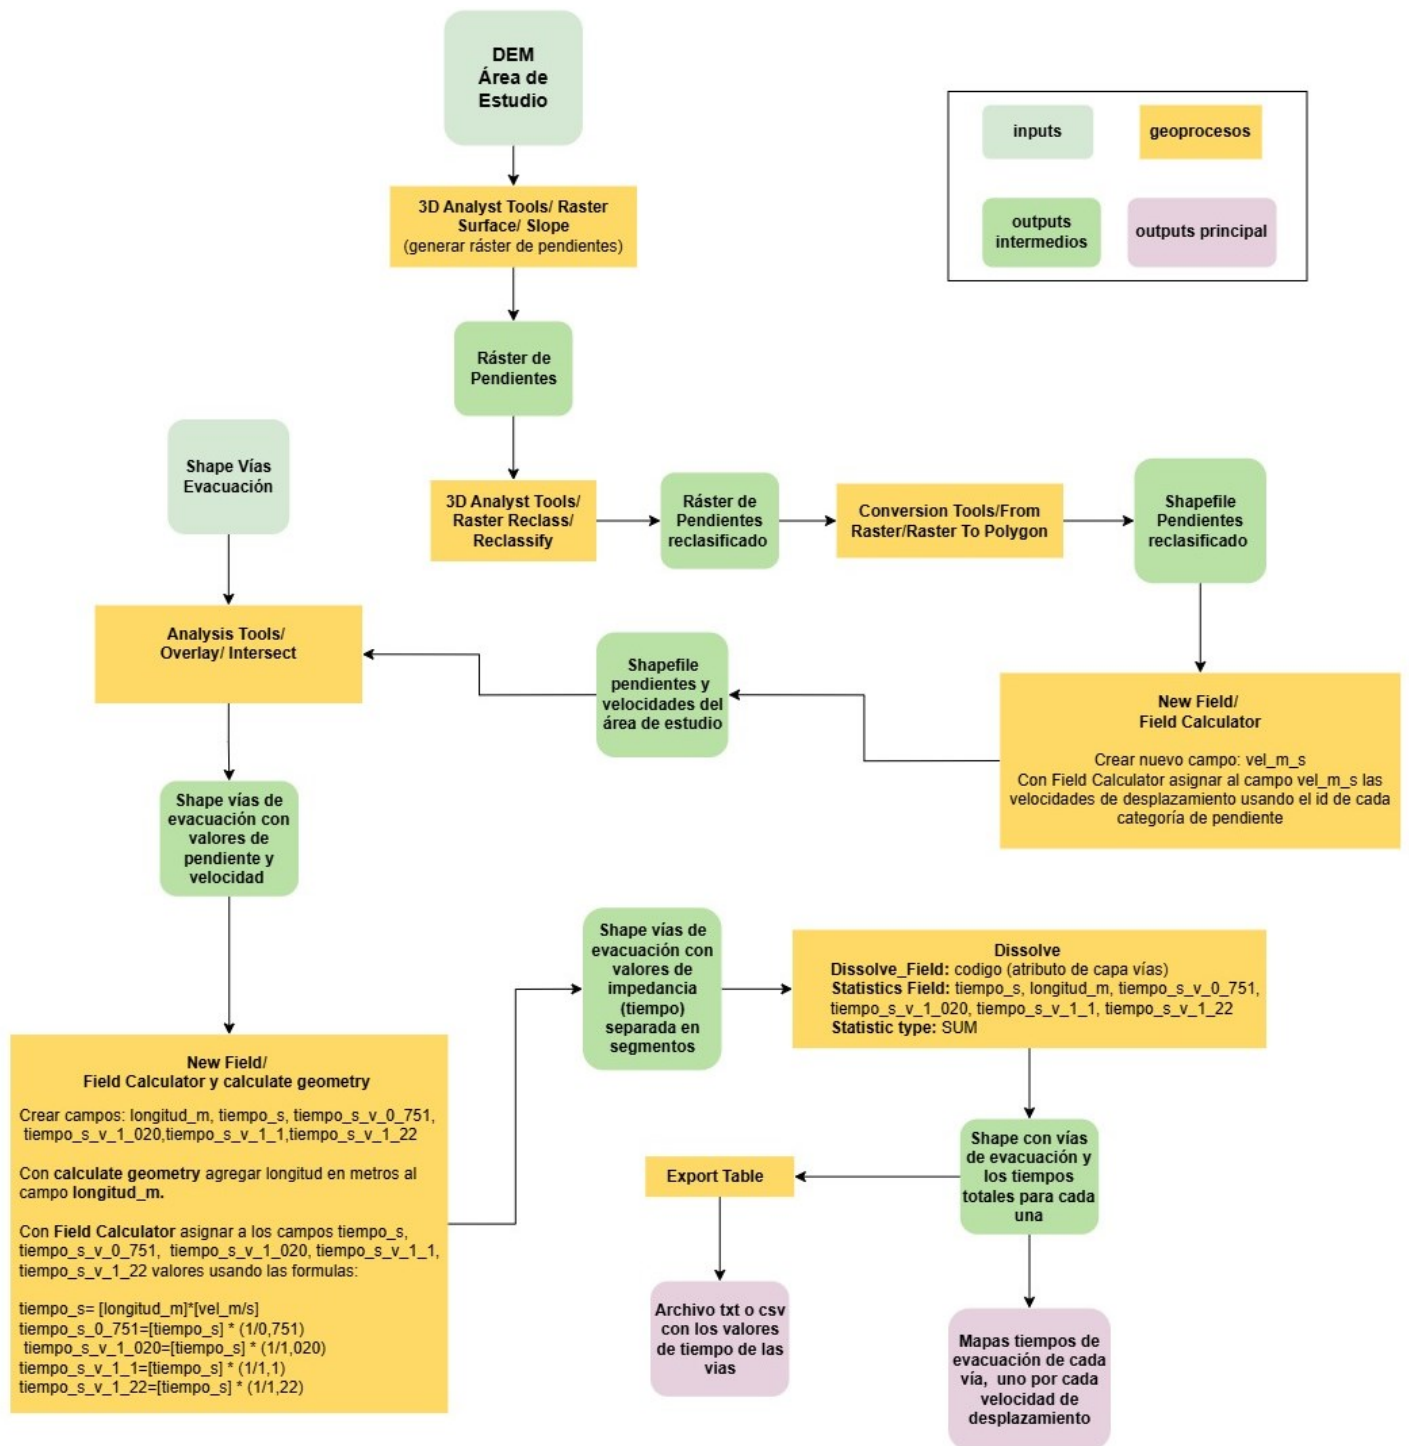 DEM
Área de
Estudio
inputs
geoprocesos
outputs
intermedios
outputs principal
3D Analyst Tools/ Raster
Surface/ Slope
(generar ráster de pendientes)
Ráster de
Pendientes
Shape Vías
Evacuación
3D Analyst Tools/
Raster Reclass/
Reclassify
Ráster de
Pendientes
reclasificado
Conversion Tools/From
Raster/Raster To Polygon
Shapefile
Pendientes
reclasificado
Analysis Tools/
Overlay/ Intersect
Shapefile
pendientes y
velocidades del
área de estudio
New Field/
Field Calculator
Crear nuevo campo: vel_m_s
Con Field Calculator asignar al campo vel_m_s las
velocidades de desplazamiento usando el id de cada
categoría de pendiente
Shape vías de
evacuación con
valores de
pendiente y
velocidad
Shape vías de
evacuación con
valores de
impedancia
(tiempo)
separada en
segmentos
Dissolve
Dissolve_Field: codigo (atributo de capa vías)
Statistics Field: tiempo_s, longitud_m, tiempo_s_v_0_751,
tiempo_s_v_1_020, tiempo_s_v_1_1, tiempo_s_v_1_22
Statistic type: SUM
New Field/
Field Calculator y calculate geometry
Crear campos: longitud_m, tiempo_s, tiempo_s_v_0_751,
tiempo_s_v_1_020,tiempo_s_v_1_1,tiempo_s_v_1_22
Con calculate geometry agregar longitud en metros al
campo longitud_m.
Con Field Calculator asignar a los campos tiempo_s,
tiempo_s_v_0_751, tiempo_s_v_1_020, tiempo_s_v_1_1,
tiempo_s_v_1_22 valores usando las formulas:
tiempo_s= [longitud_m]*[vel_m/s]
tiempo_s_0_751=[tiempo_s] * (1/0,751)
tiempo_s_v_1_020=[tiempo_s] * (1/1,020)
tiempo_s_v_1_1=[tiempo_s] * (1/1,1)
tiempo_s_v_1_22=[tiempo_s] * (1/1,22)
Export Table
Shape con vías
de evacuación y
los tiempos
totales para cada
una
Archivo txt o csv
con los valores
de tiempo de las
vias
Mapas tiempos de
evacuación de cada
vía, uno por cada
velocidad de
desplazamiento